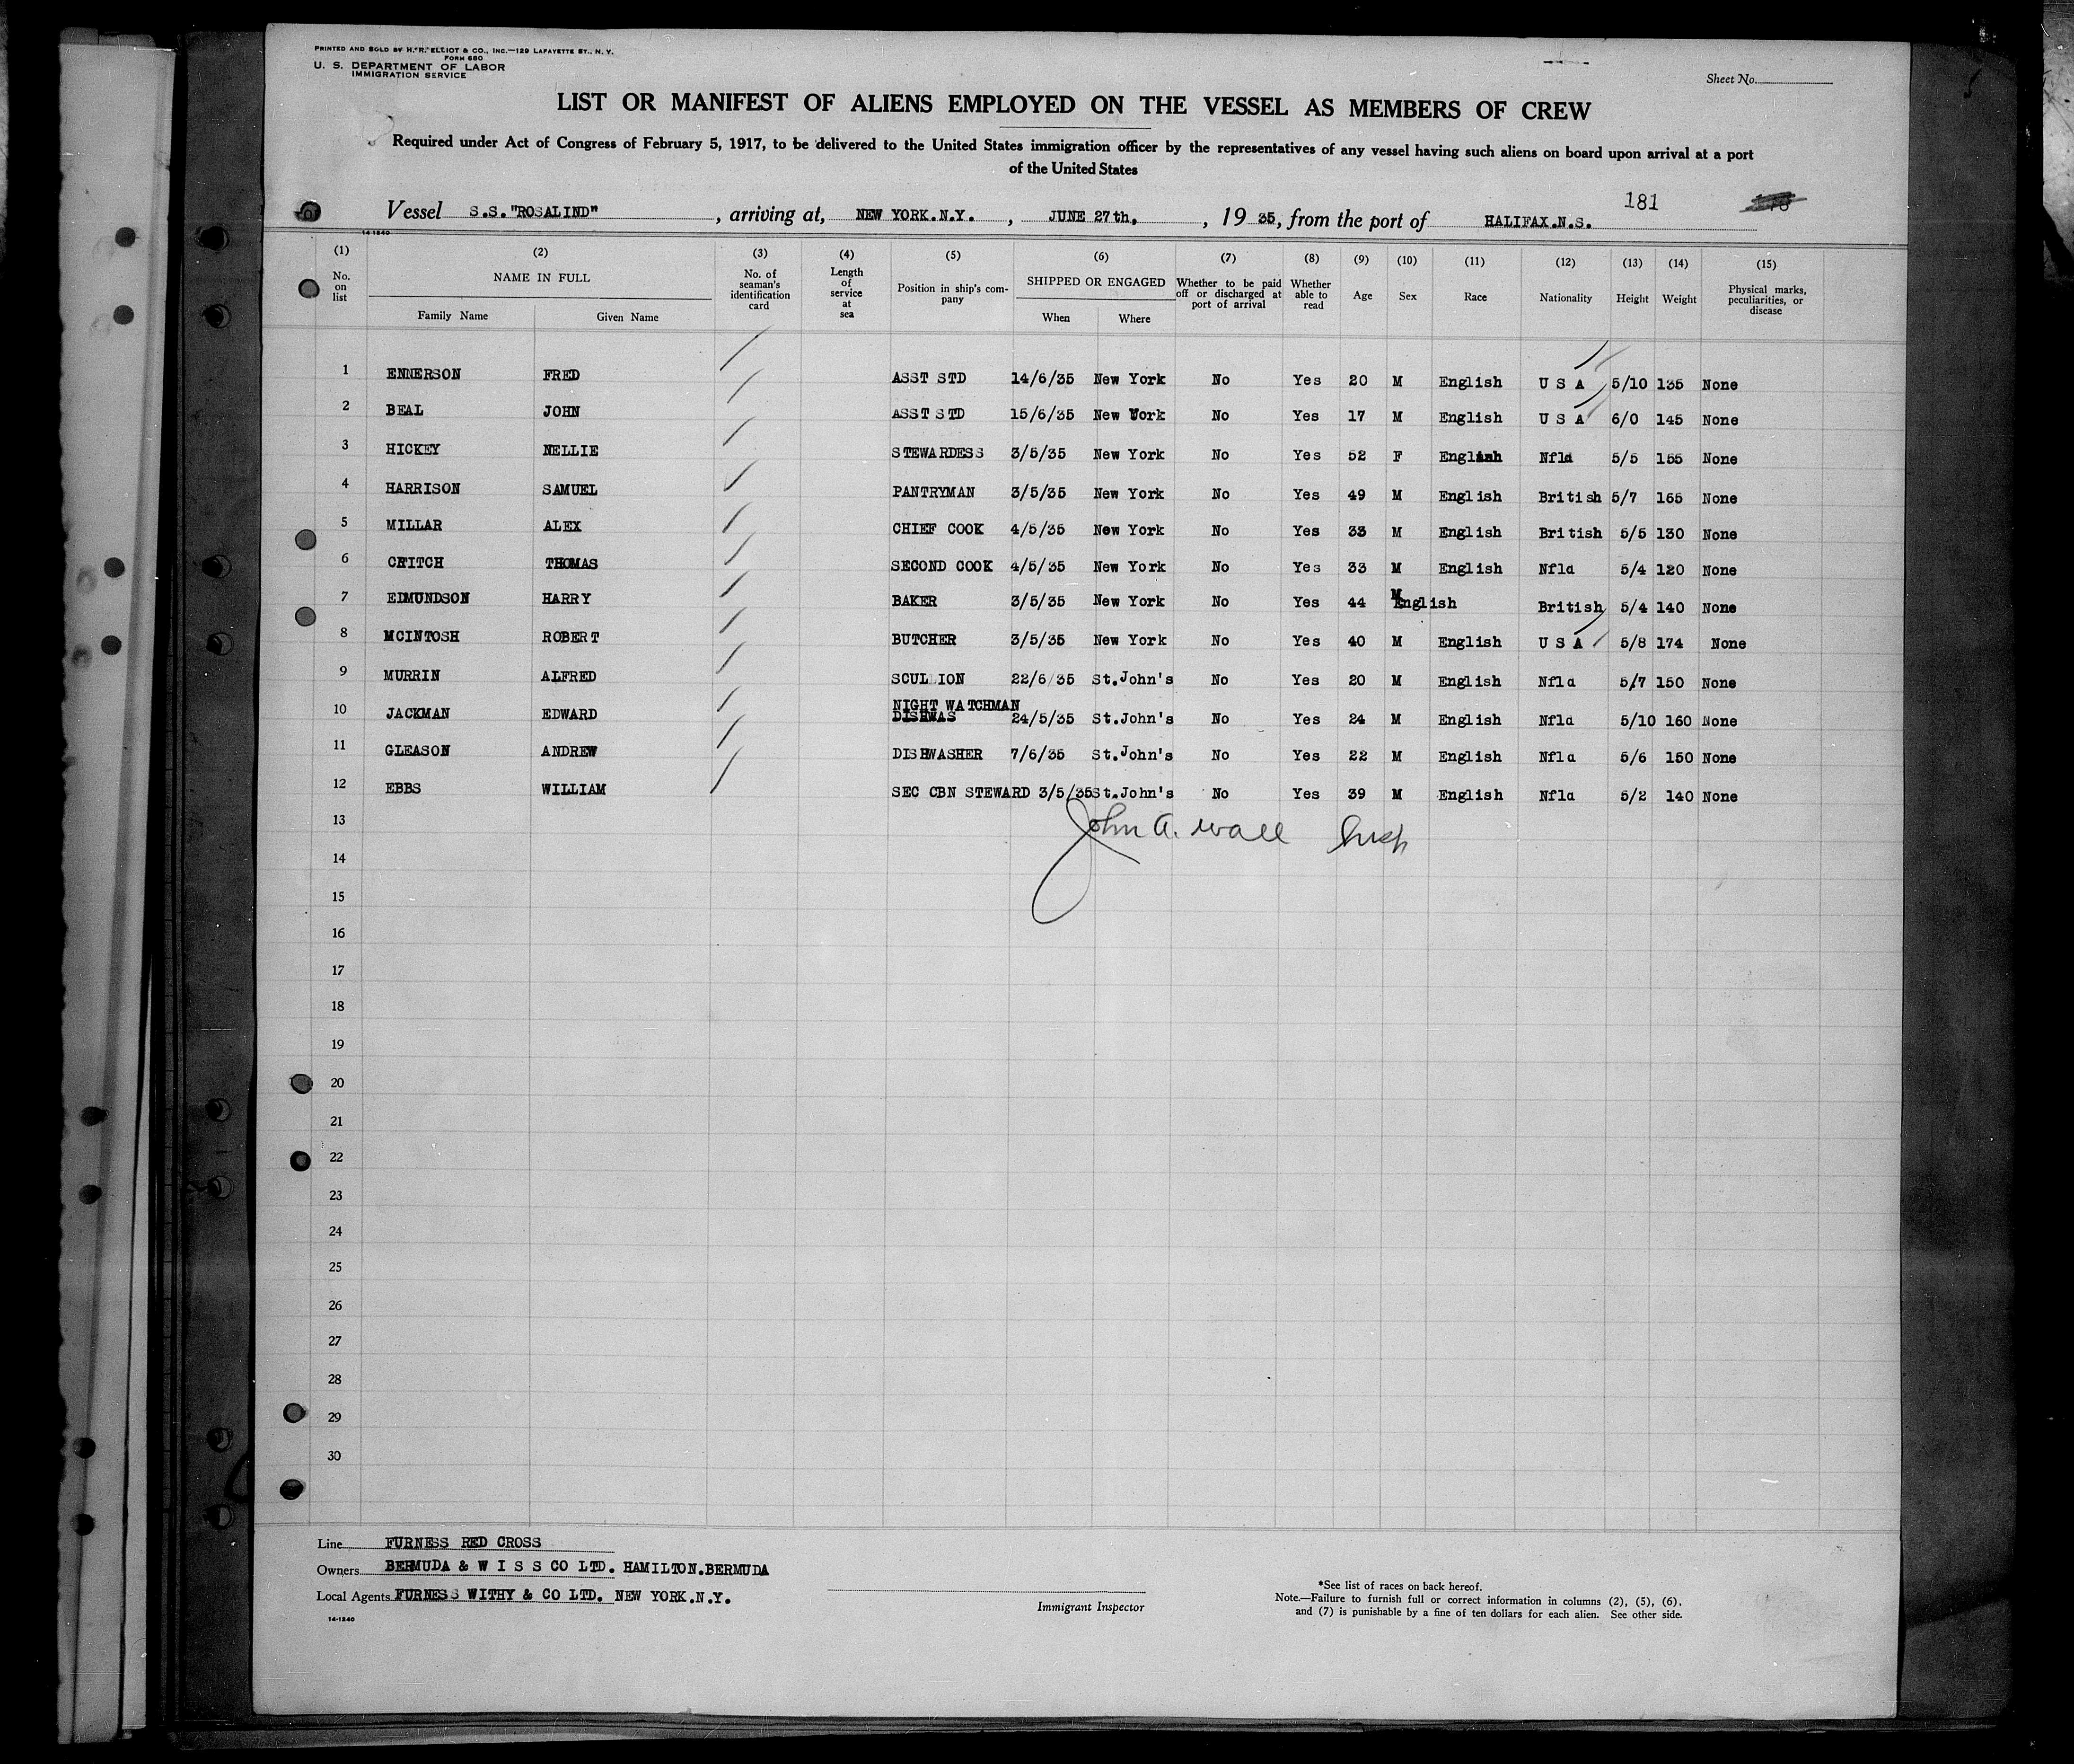 PRINTED AND SOLD BY H. R. ELLIOT & CO., INC.—129 LAFAYETTE ST., N. Y.
FORM 680
U. S. DEPARTMENT OF LABOR
IMMIGRATION SERVICE
Sheet No.
LIST OR MANIFEST OF ALIENS EMPLOYED ON THE VESSEL AS MEMBERS OF CREW
Required under Act of Congress of February 5, 1917, to be delivered to the United States immigration officer by the representatives of any vessel having such aliens on board upon arrival at a port
of the United States
181
Vessel S.S."ROSALIND", arriving at, NEW YORK.N.Y., JUNE 27th,, 19 35, from the port of HALIFAX.N.S.
14-1240
(1) (2) (3) (4) (5) (6) (7) (8) (9) (10) (11) (12) (13) (14) (15)
No. on list NAME IN FULL Family Name Given Name No. of seaman's identification card Length of service at sea Position in ship's company SHIPPED OR ENGAGED When Where Whether to be paid off or discharged at port of arrival Whether able to read Age Sex Race Nationality Height Weight Physical marks, peculiarities, or disease
1 ENNERSON FRED ASST STD 14/6/35 New York No Yes 20 M English U S A 5/10 135 None
2 BEAL JOHN ASST STD 15/6/35 New York No Yes 17 M English U S A 6/0 145 None
3 HICKEY NELLIE STEWARDESS 3/5/35 New York No Yes 52 F English Nfld 5/5 155 None
4 HARRISON SAMUEL PANTRYMAN 3/5/35 New York No Yes 49 M English British 5/7 165 None
5 MILLAR ALEX CHIEF COOK 4/5/35 New York No Yes 33 M English British 5/5 130 None
6 CRITCH THOMAS SECOND COOK 4/5/35 New York No Yes 33 M English Nfld 5/4 120 None
7 EDMUNDSON HARRY BAKER 3/5/35 New York No Yes 44 M English British 5/4 140 None
8 MCINTOSH ROBERT BUTCHER 3/5/35 New York No Yes 40 M English U S A 5/8 174 None
9 MURRIN ALFRED SCULLION 22/6/35 St.John's No Yes 20 M English Nfld 5/7 150 None
10 JACKMAN EDWARD NIGHT WATCHMAN DISHWAS 24/5/35 St.John's No Yes 24 M English Nfld 5/10 160 None
11 GLEASON ANDREW DISHWASHER 7/6/35 St.John's No Yes 22 M English Nfld 5/6 150 None
12 EBBS WILLIAM SEC CBN STEWARD 3/5/35 St.John's No Yes 39 M English Nfld 5/2 140 None
13 John A. Wall Insp
14
15
16
17
18
19
20
21
22
23
24
25
26
27
28
29
30
Line FURNESS RED CROSS
Owners BERMUDA & W I S S CO LTD. HAMILTON.BERMUDA
Local Agents FURNESS WITHY & CO LTD. NEW YORK.N.Y.
14-1240
Immigrant Inspector
*See list of races on back hereof.
Note.—Failure to furnish full or correct information in columns (2), (5), (6),
and (7) is punishable by a fine of ten dollars for each alien. See other side.